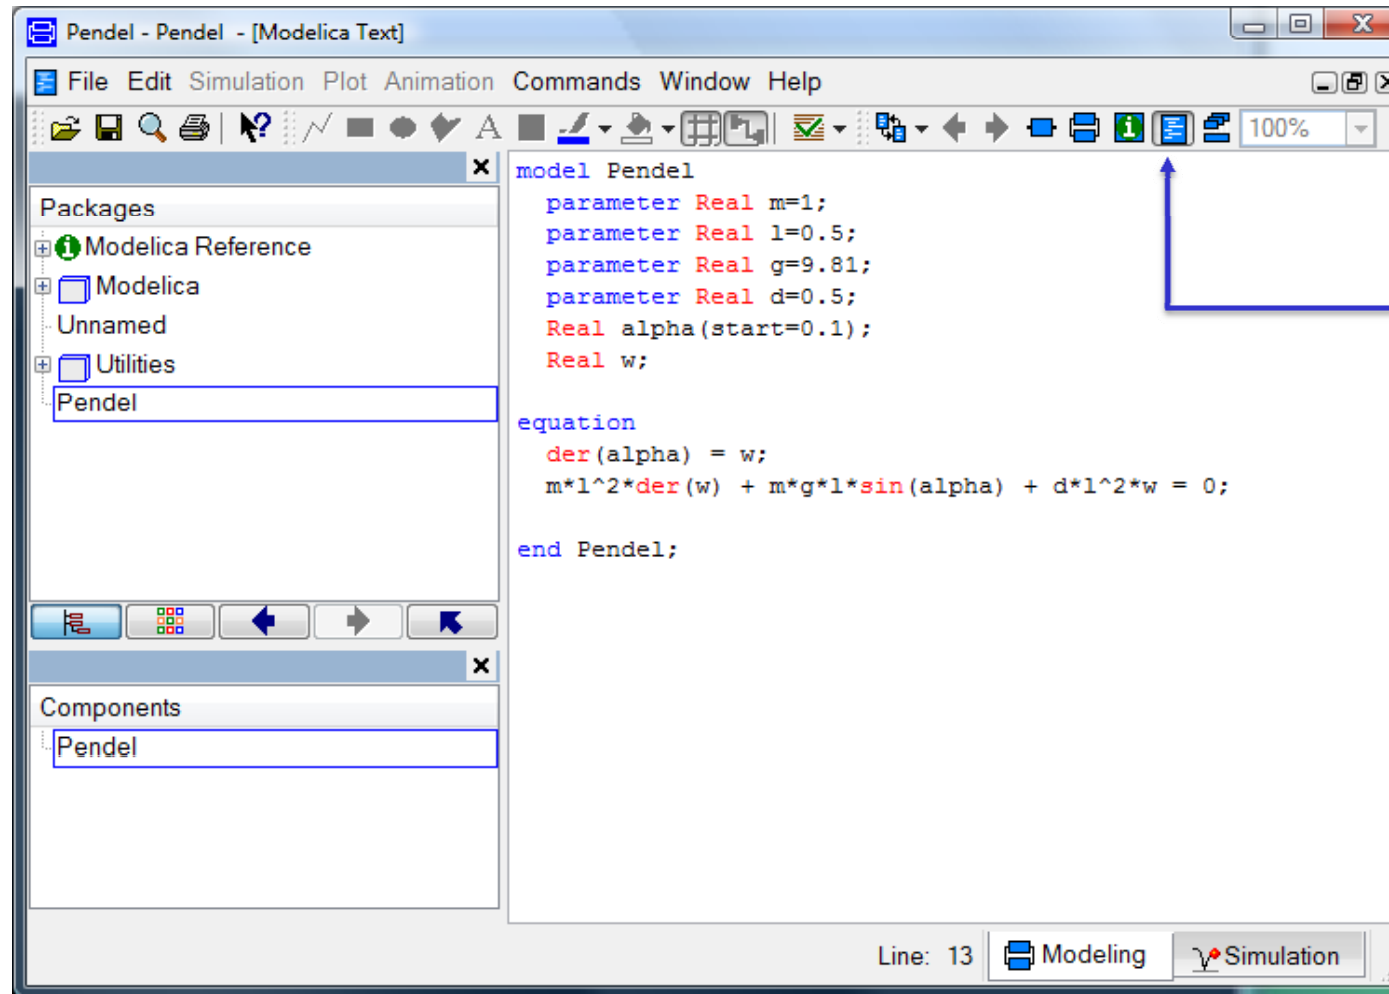 Pendel - Pendel - [Modelica Text]
File Edit Simulation Plot Animation Commands Window Help
100%
Packages
Modelica Reference
Modelica
Unnamed
Utilities
Pendel
model Pendel
parameter Real m=1;
parameter Real l=0.5;
parameter Real g=9.81;
parameter Real d=0.5;
Real alpha(start=0.1);
Real w;
equation
der(alpha) = w;
m*l^2*der(w) + m*g*l*sin(alpha) + d*l^2*w = 0;
end Pendel;
Components
Pendel
Line: 13
Modeling
Simulation